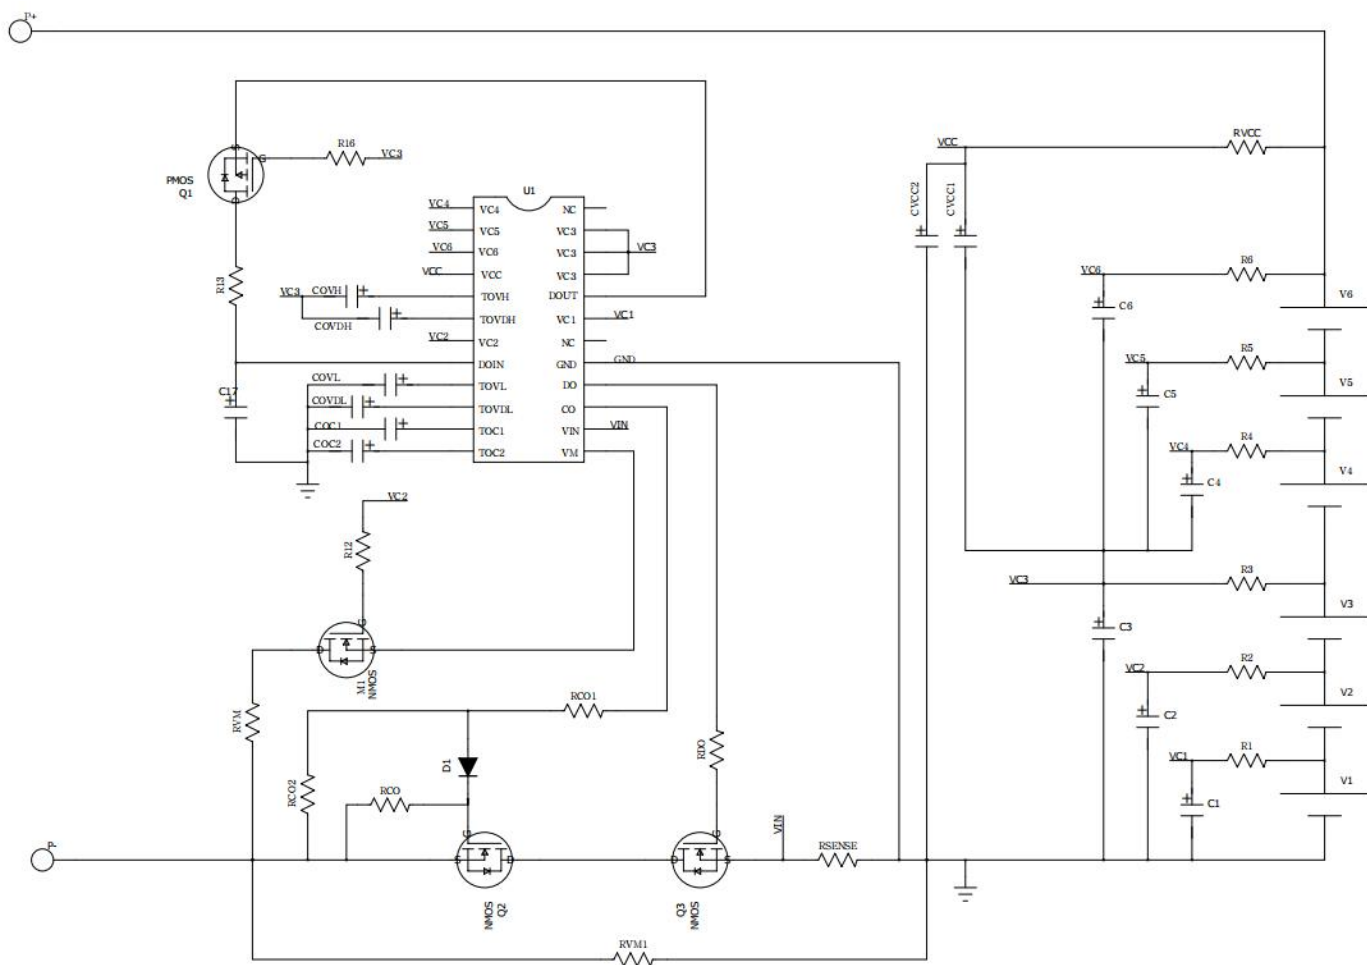 P+
R16
VC3
S
G
D
PMOS
Q1
R13
C17
U1
VC4
VC4
NC
VC5
VC5
VC3
VC6
VC6
VC3
VC3
VCC
VCC
VC3
VC3
COVH
TOVH
DOUT
COVDH
TOVDH
VC1
VC1
VC2
VC2
NC
DOIN
GND
GND
COVL
TOVL
DO
COVDL
TOVDL
CO
COC1
TOC1
VIN
VIN
COC2
TOC2
VM
VC2
R12
G
D
S
M1
NMOS
RVM
RCO1
RCO2
D1
RCO
RDO
P-
G
S
D
NMOS
Q2
G
D
S
Q3
NMOS
VIN
RSENSE
RVM1
VCC
RVCC
CVCC2
CVCC1
VC6
R6
C6
V6
VC5
R5
C5
V5
VC4
R4
C4
V4
VC3
R3
C3
V3
VC2
R2
C2
V2
VC1
R1
C1
V1